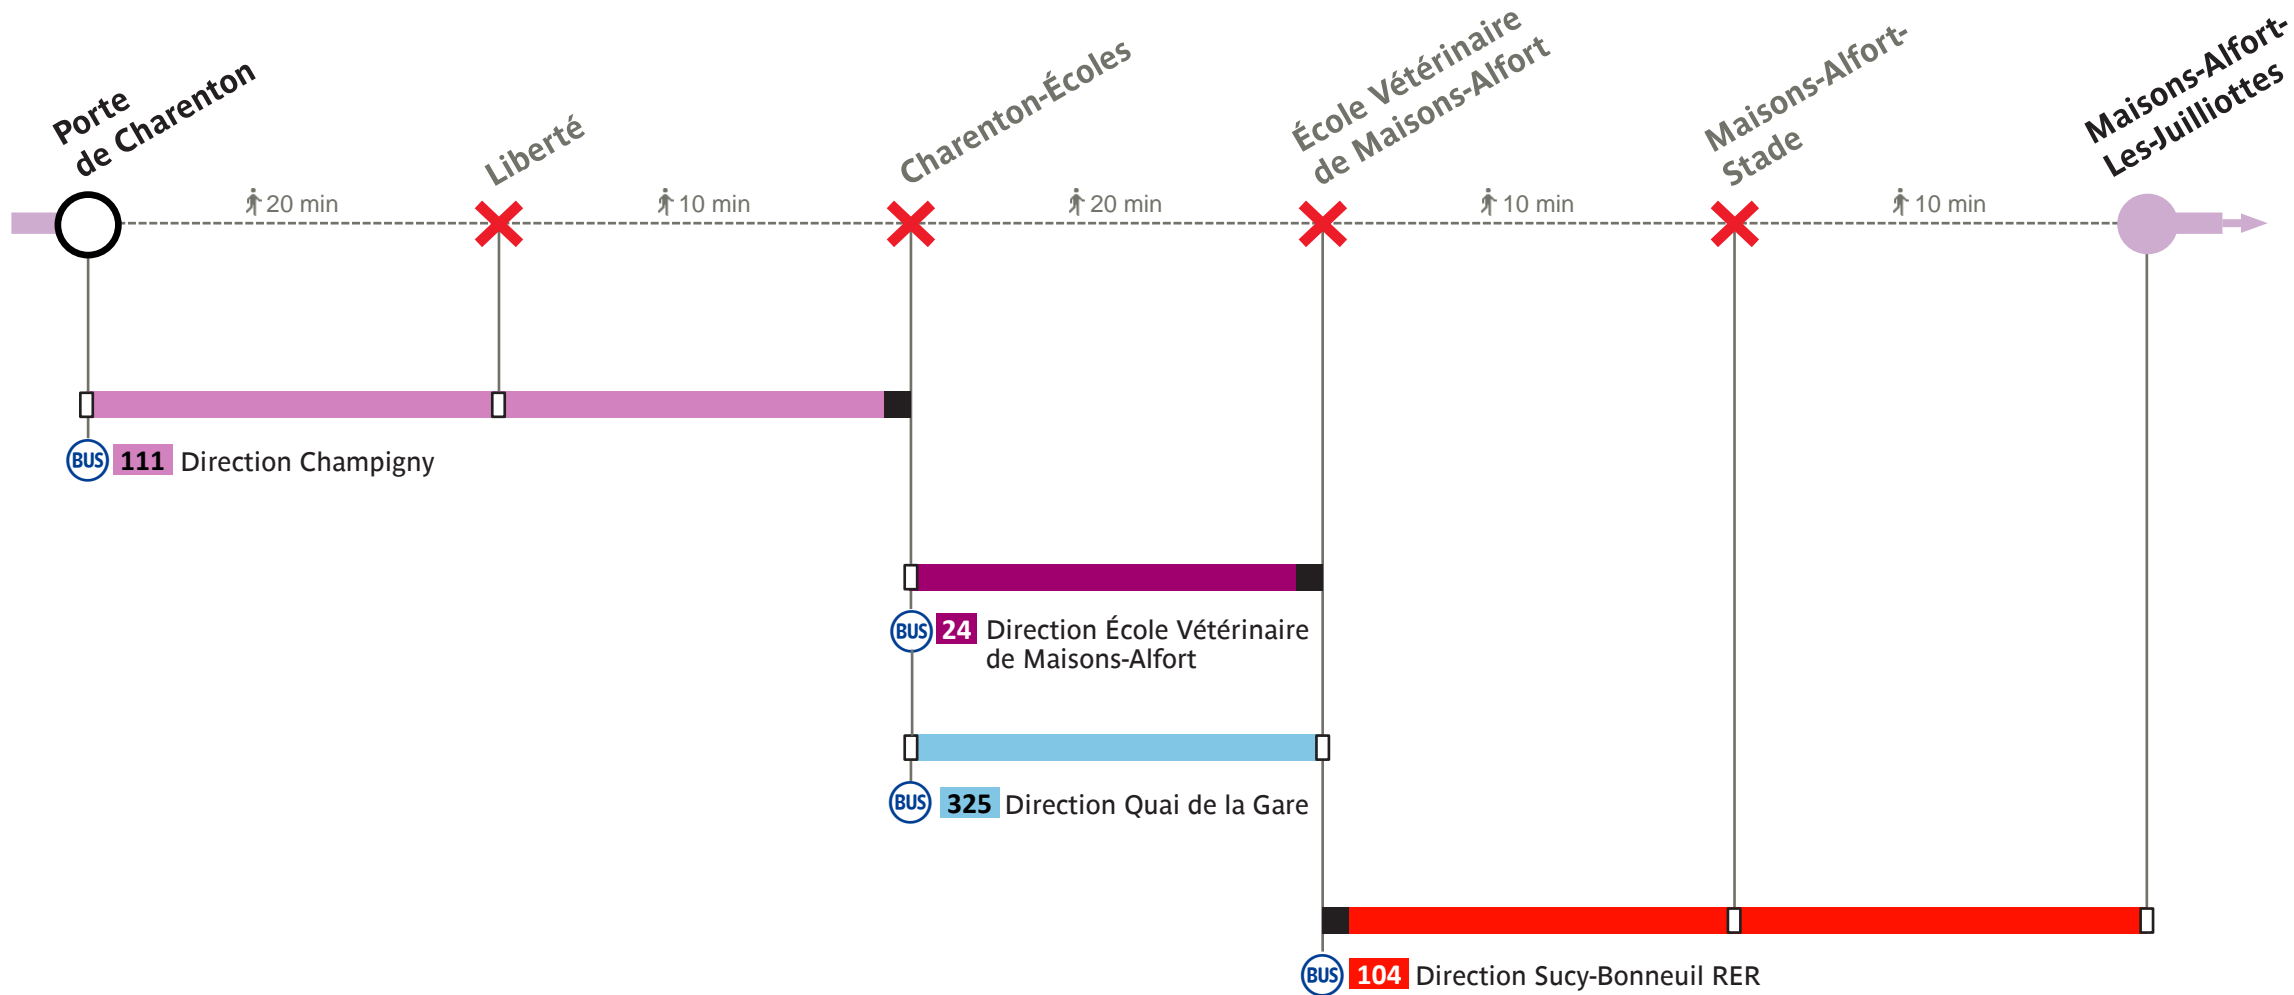 Porte
de Charenton
Liberté
Charenton-Écoles
École Vétérinaire
de Maisons-Alfort
Maisons-Alfort-
Stade
Maisons-Alfort-
Les-Juilliottes
20 min
10 min
20 min
10 min
10 min
BUS 111 Direction Champigny
BUS 24 Direction École Vétérinaire
de Maisons-Alfort
BUS 325 Direction Quai de la Gare
BUS 104 Direction Sucy-Bonneuil RER